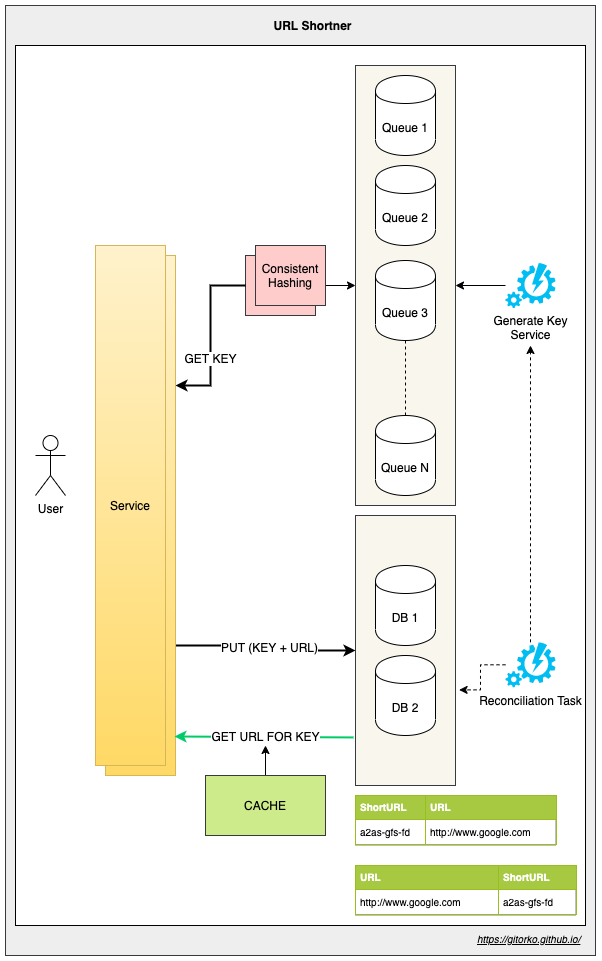 URL Shortner
Queue 1
Queue 2
Consistent
Hashing
Queue 3
Generate Key
Service
GET KEY
Queue N
User
Service
DB 1
PUT (KEY + URL)
Reconciliation Task
DB 2
GET URL FOR KEY
CACHE
ShortURL URL
a2as-gfs-fd http://www.google.com
URL ShortURL
http://www.google.com a2as-gfs-fd
https://gitorko.github.io/